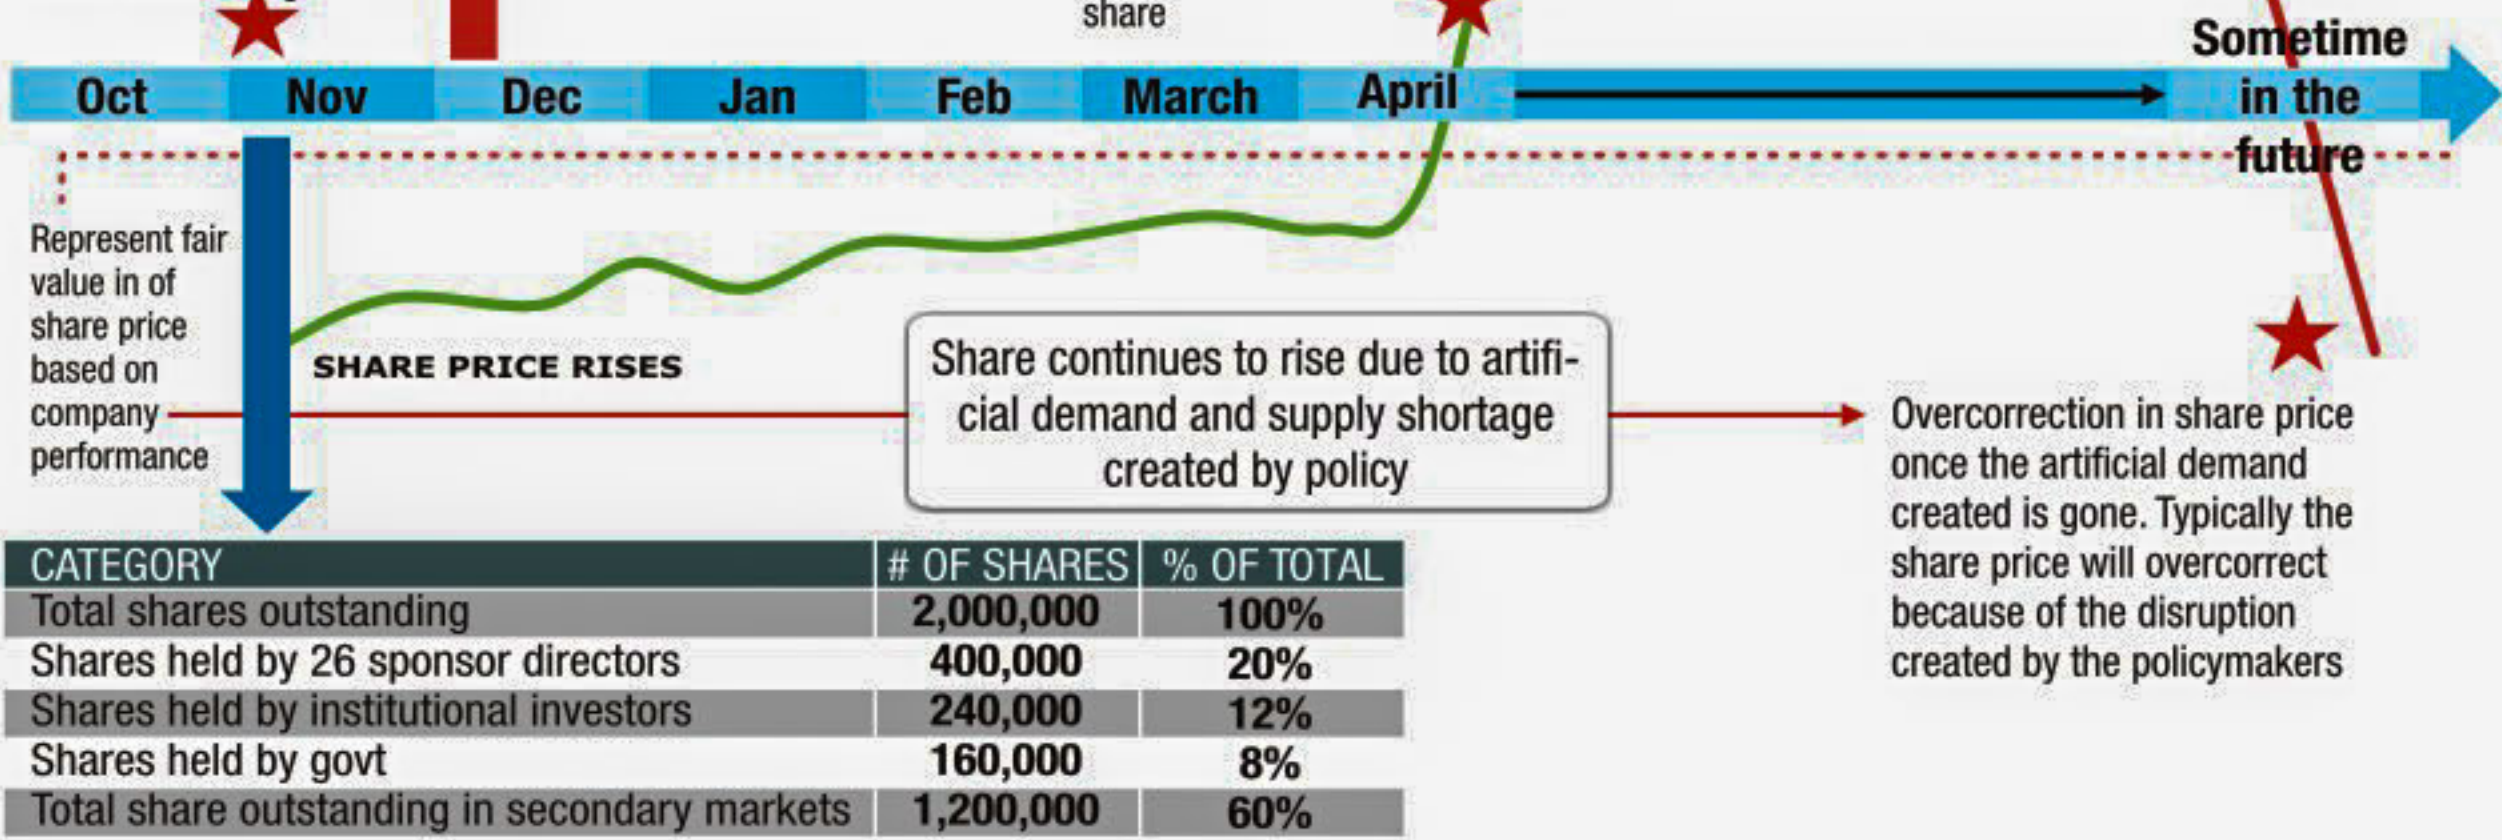 share
Oct Nov Dec Jan Feb March April
Sometime
in the
future
Represent fair
value in of
share price
based on
company
performance
SHARE PRICE RISES
Share continues to rise due to artifi-
cial demand and supply shortage
created by policy
Overcorrection in share price
once the artificial demand
created is gone. Typically the
share price will overcorrect
because of the disruption
created by the policymakers
CATEGORY # OF SHARES % OF TOTAL
Total shares outstanding 2,000,000 100%
Shares held by 26 sponsor directors 400,000 20%
Shares held by institutional investors 240,000 12%
Shares held by govt 160,000 8%
Total share outstanding in secondary markets 1,200,000 60%